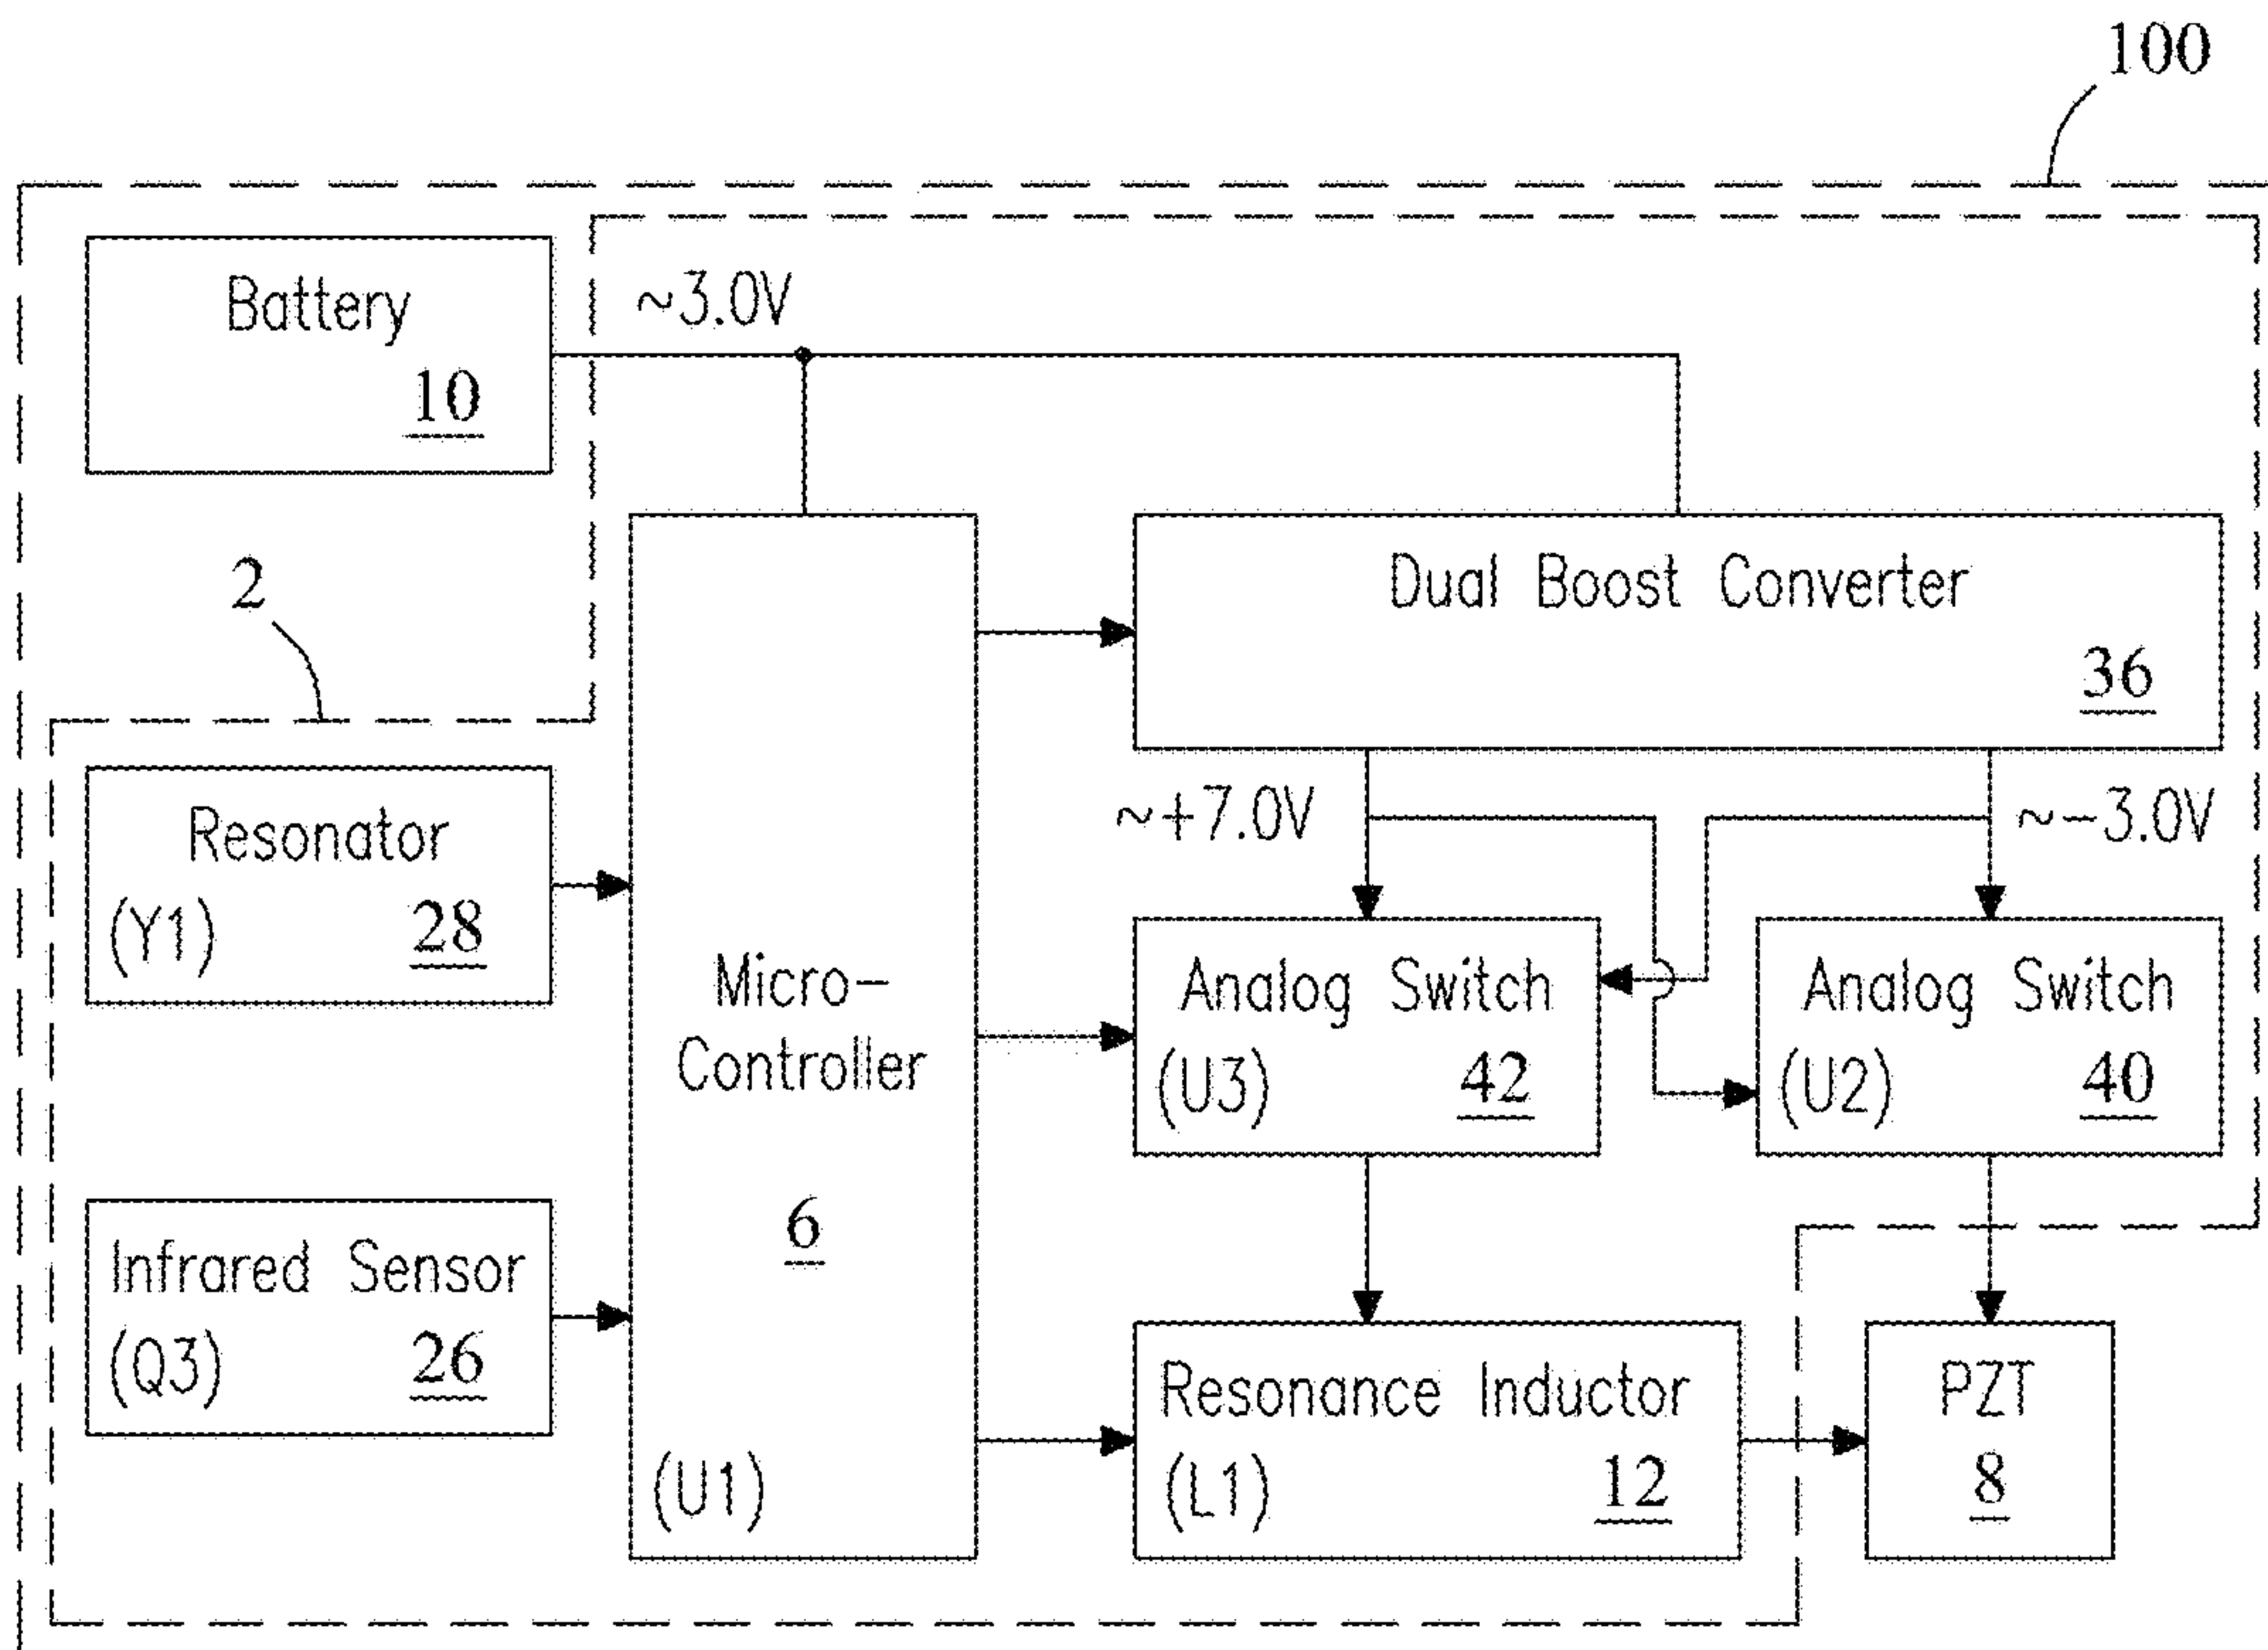 100
Battery
10
~3.0V
2
Dual Boost Converter
36
Resonator
(Y1) 28
~+7.0V
~-3.0V
Micro-
Controller
6
(U1)
Analog Switch
(U3) 42
Analog Switch
(U2) 40
Infrared Sensor
(Q3) 26
Resonance Inductor
(L1) 12
PZT
8